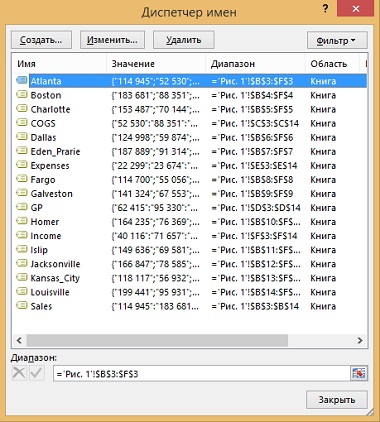 Диспетчер имен
Создать... Изменить... Удалить Фильтр
Имя Значение Диапазон Область
Atlanta {"114 945";"52 530";... ='Рис. 1'!$B$3:$F$3 Книга
Boston {"183 681";"88 351";... ='Рис. 1'!$B$4:$F$4 Книга
Charlotte {"153 487";"70 144";... ='Рис. 1'!$B$5:$F$5 Книга
COGS {"52 530";"88 351";"... ='Рис. 1'!$C$3:$C$14 Книга
Dallas {"124 998";"59 874";... ='Рис. 1'!$B$6:$F$6 Книга
Eden_Prarie {"187 889";"91 314";... ='Рис. 1'!$B$7:$F$7 Книга
Expenses {"22 299";"23 674";"... ='Рис. 1'!$E$3:$E$14 Книга
Fargo {"114 700";"55 056";... ='Рис. 1'!$B$8:$F$8 Книга
Galveston {"141 324";"67 553";... ='Рис. 1'!$B$9:$F$9 Книга
GP {"62 415";"95 330";"... ='Рис. 1'!$D$3:$D$14 Книга
Homer {"164 235";"76 369";... ='Рис. 1'!$B$10:$F$... Книга
Income {"40 116";"71 657";"... ='Рис. 1'!$F$3:$F$14 Книга
Islip {"149 636";"69 581";... ='Рис. 1'!$B$11:$F$... Книга
Jacksonville {"166 847";"78 585";... ='Рис. 1'!$B$12:$F$... Книга
Kansas_City {"118 117";"56 932";... ='Рис. 1'!$B$13:$F$... Книга
Louisville {"199 441";"95 931";... ='Рис. 1'!$B$14:$F$... Книга
Sales {"114 945";"183 681... ='Рис. 1'!$B$3:$B$14 Книга
Диапазон:
='Рис. 1'!$B$3:$F$3
Закрыть